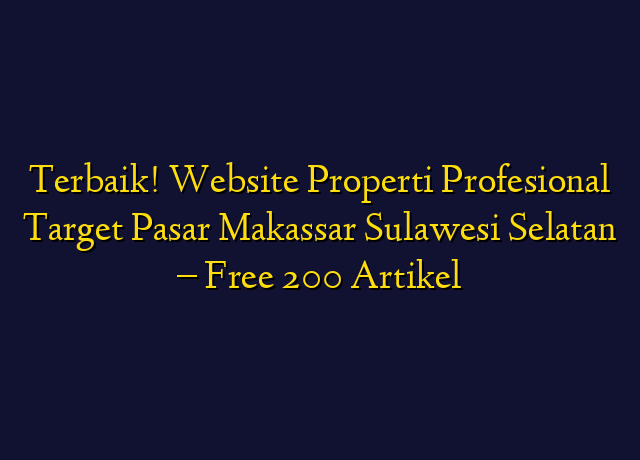 Terbaik! Website Properti Profesional
Target Pasar Makassar Sulawesi Selatan
– Free 200 Artikel